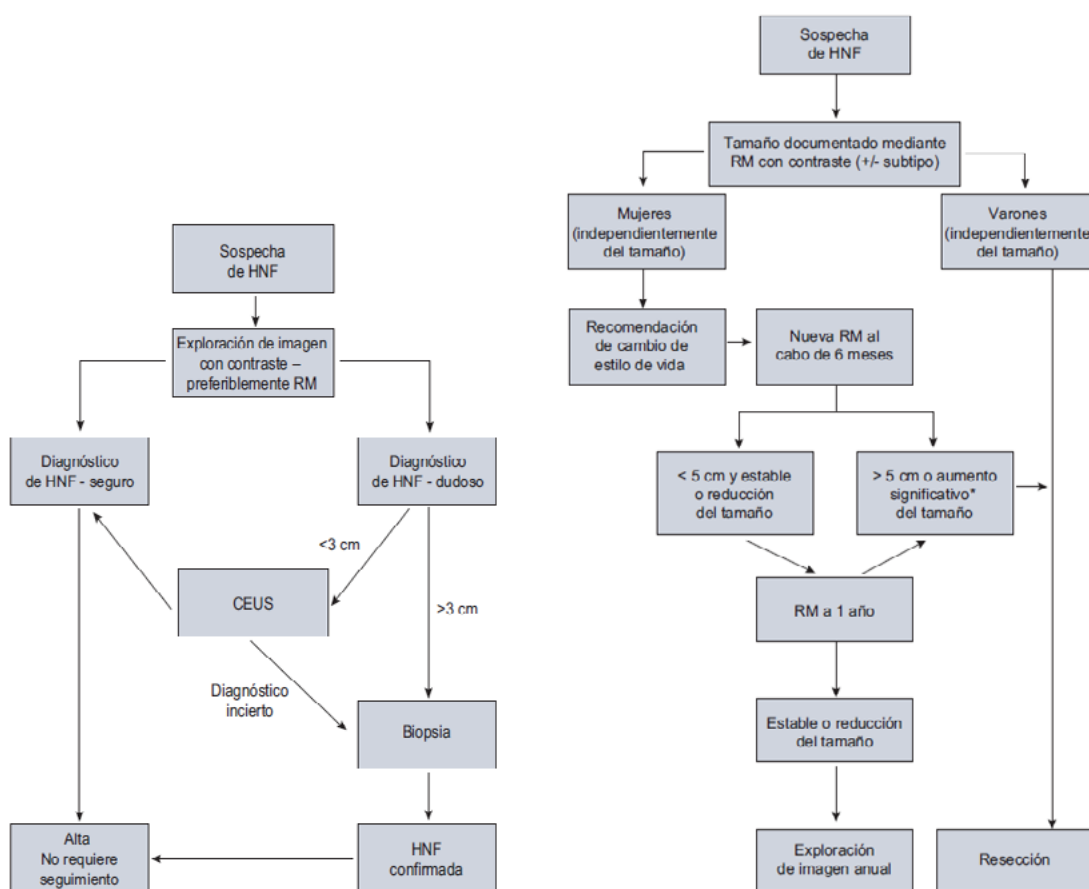 Sospecha
de HNF
Exploración de imagen
con contraste –
preferiblemente RM
Diagnóstico
de HNF - seguro
Diagnóstico
de HNF - dudoso
<3 cm
CEUS
>3 cm
Diagnóstico
incierto
Biopsia
Alta
No requiere
seguimiento
HNF
confirmada
Sospecha
de HNF
Tamaño documentado mediante
RM con contraste (+/- subtipo)
Mujeres
(independientemente
del tamaño)
Varones
(independientemente
del tamaño)
Recomendación
de cambio de
estilo de vida
Nueva RM al
cabo de 6 meses
< 5 cm y estable
o reducción
del tamaño
> 5 cm o aumento
significativo*
del tamaño
RM a 1 año
Estable o reducción
del tamaño
Exploración
de imagen anual
Resección